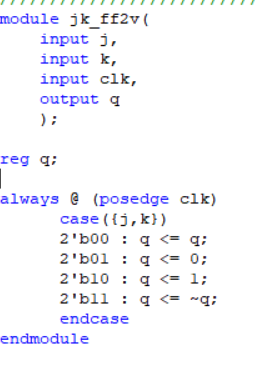 module jk_ff2v(
input j,
input k,
input clk,
output q
);
reg q;
always @ (posedge clk)
case({j,k})
2'b00 : q <= q;
2'b01 : q <= 0;
2'b10 : q <= 1;
2'b11 : q <= ~q;
endcase
endmodule